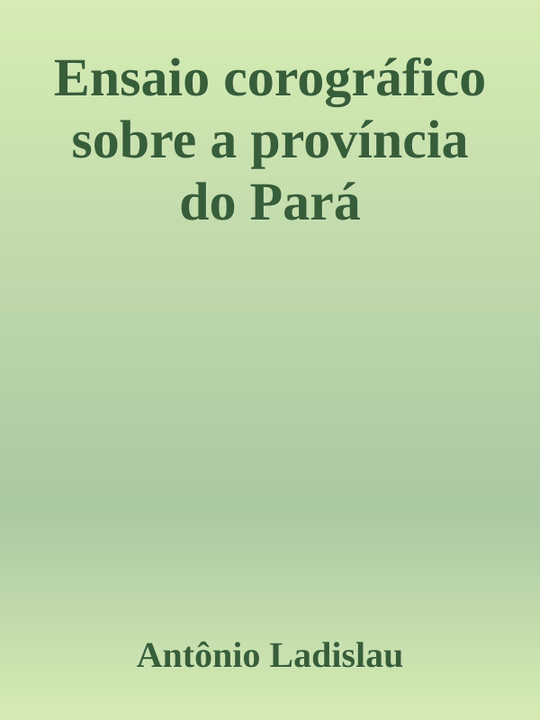 Ensaio corográfico
sobre a província
do Pará
Antônio Ladislau